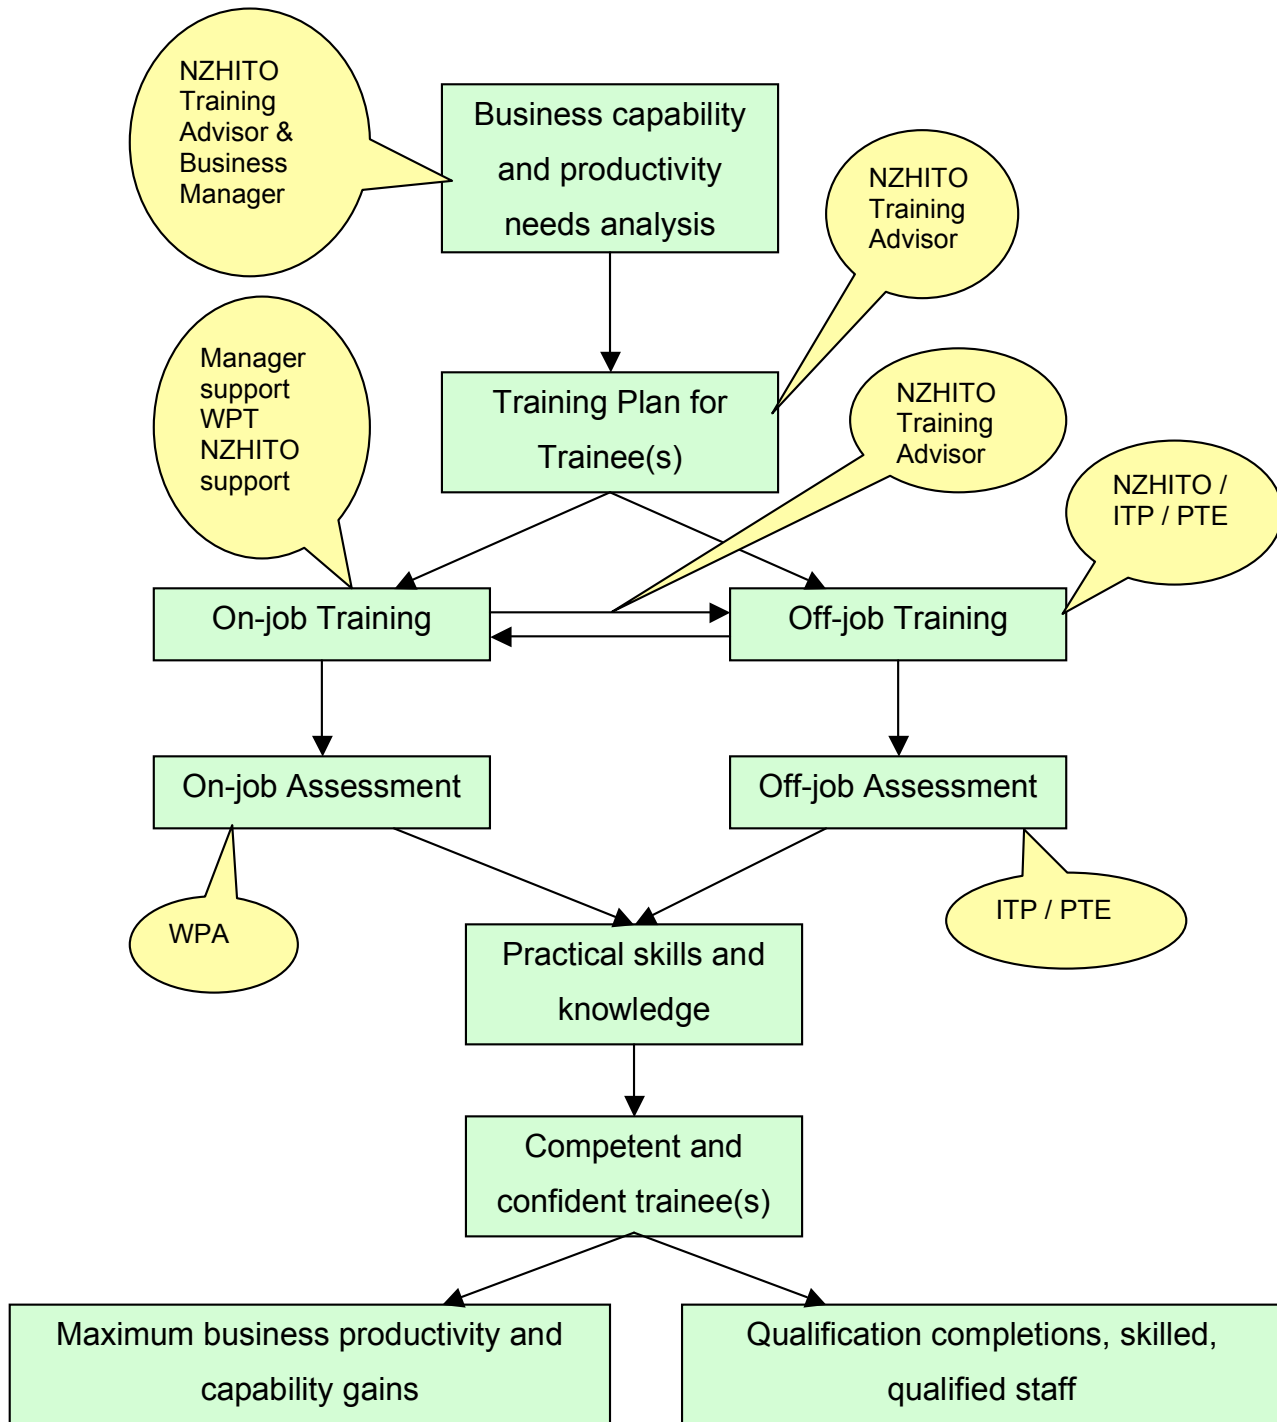 NZHITO
Training
Advisor &
Business
Manager
Business capability
and productivity
needs analysis
NZHITO
Training
Advisor
Manager
support
WPT
NZHITO
support
Training Plan for
Trainee(s)
NZHITO
Training
Advisor
NZHITO /
ITP / PTE
On-job Training
Off-job Training
On-job Assessment
Off-job Assessment
WPA
ITP / PTE
Practical skills and
knowledge
Competent and
confident trainee(s)
Maximum business productivity and
capability gains
Qualification completions, skilled,
qualified staff